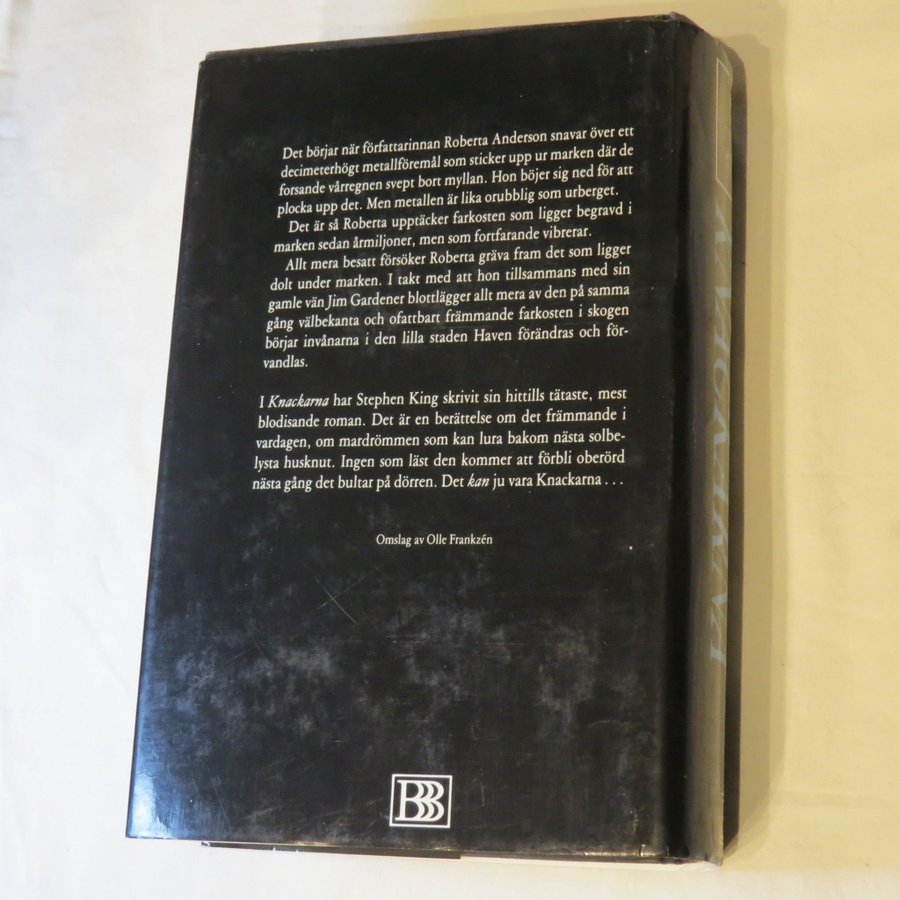 Det börjar när författarinnan Roberta Anderson snavar över ett
decimeterhögt metallföremål som sticker upp ur marken där de
forsande vårregnen svept bort myllan. Hon böjer sig ned för att
plocka upp det. Men metallen är lika orubblig som urberget.
Det är så Roberta upptäcker farkosten som ligger begravd i
marken sedan årmiljoner, men som fortfarande vibrerar.
Allt mera besatt försöker Roberta gräva fram det som ligger
dolt under marken. I takt med att hon tillsammans med sin
gamle vän Jim Gardener blottlägger allt mera av den på samma
gång välbekanta och ofattbart främmande farkosten i skogen
börjar invånarna i den lilla staden Haven förändras och för-
vandlas.
I Knackarna har Stephen King skrivit sin hittills tätaste, mest
blodisande roman. Det är en berättelse om det främmande i
vardagen, om mardrömmen som kan lura bakom nästa solbe-
lysta husknut. Ingen som läst den kommer att förbli oberörd
nästa gång det bultar på dörren. Det kan ju vara Knackarna . . .
Omslag av Olle Frankzén
BBB
KNACKARNA